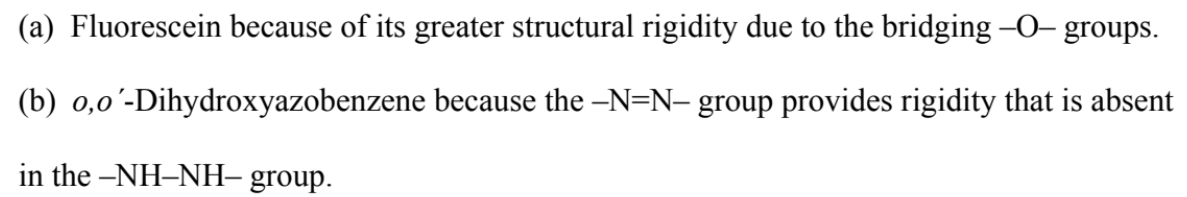 (a) Fluorescein because of its greater structural rigidity due to the bridging –O– groups.
(b) o,o´-Dihydroxyazobenzene because the –N=N– group provides rigidity that is absent
in the –NH–NH– group.